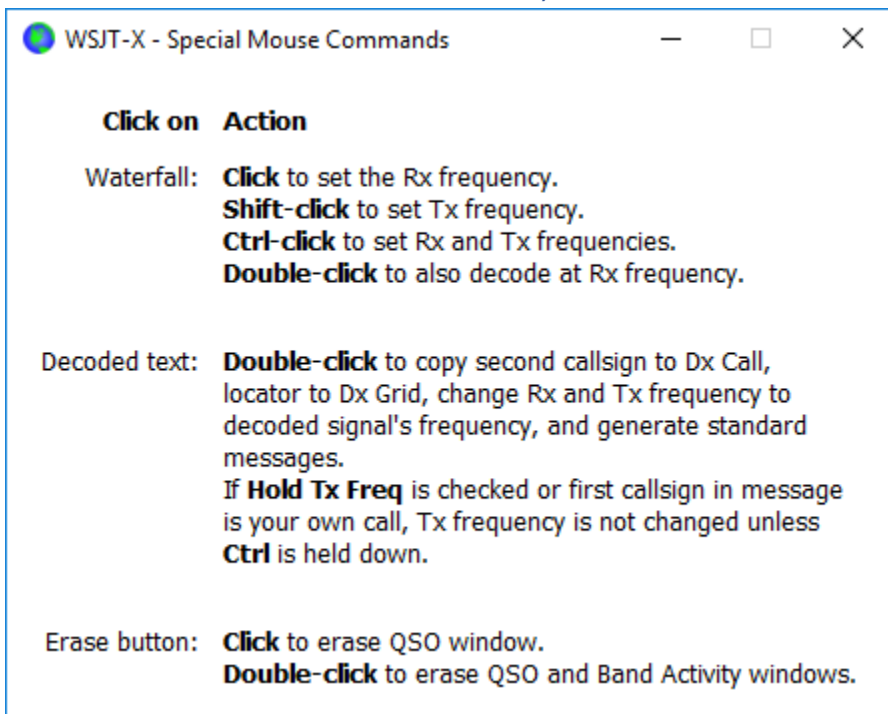 WSJT-X - Special Mouse Commands
Click on Action
Waterfall: Click to set the Rx frequency.
Shift-click to set Tx frequency.
Ctrl-click to set Rx and Tx frequencies.
Double-click to also decode at Rx frequency.
Decoded text: Double-click to copy second callsign to Dx Call,
locator to Dx Grid, change Rx and Tx frequency to
decoded signal's frequency, and generate standard
messages.
If Hold Tx Freq is checked or first callsign in message
is your own call, Tx frequency is not changed unless
Ctrl is held down.
Erase button: Click to erase QSO window.
Double-click to erase QSO and Band Activity windows.